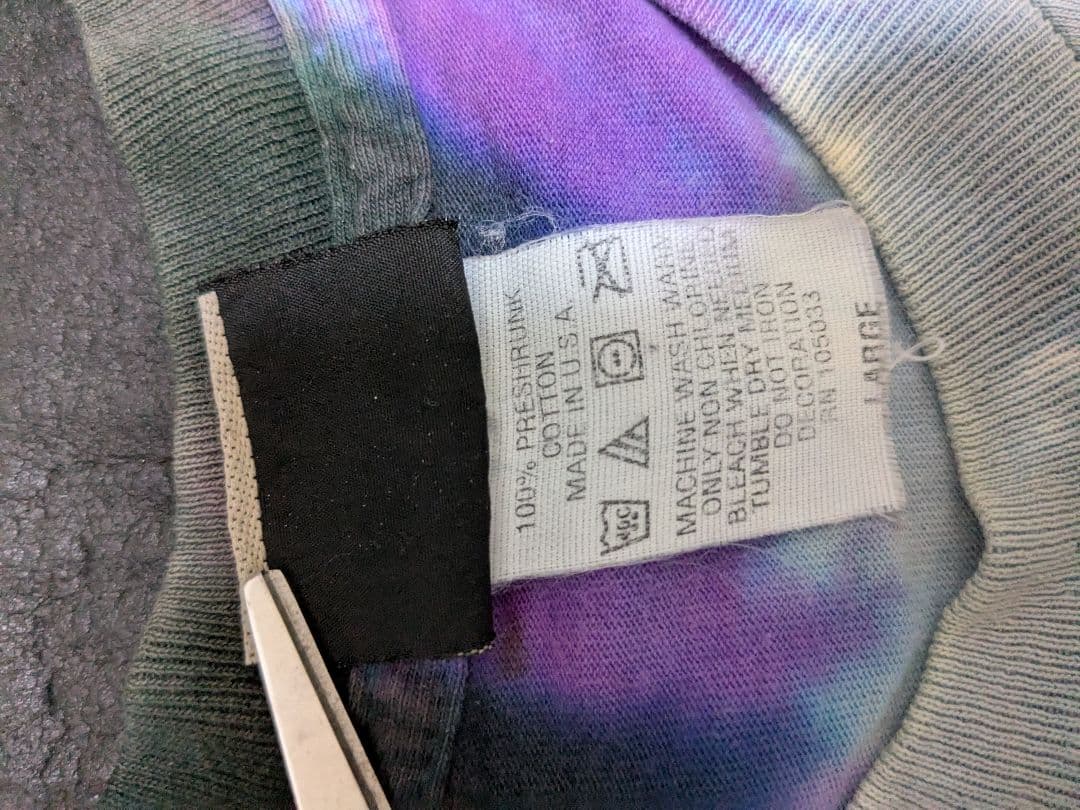 100% PRESHRUNK
COTTON
MADE IN U.S.A.
MACHINE WASH WARM
ONLY NON CHLORINE
BLEACH WHEN NEEDED
TUMBLE DRY MEDIUM
DO NOT IRON
DECORATION
RN 105033
LARGE